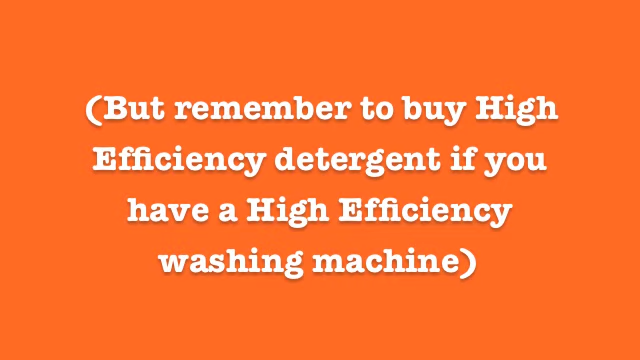 (But remember to buy High
Efficiency detergent if you
have a High Efficiency
washing machine)